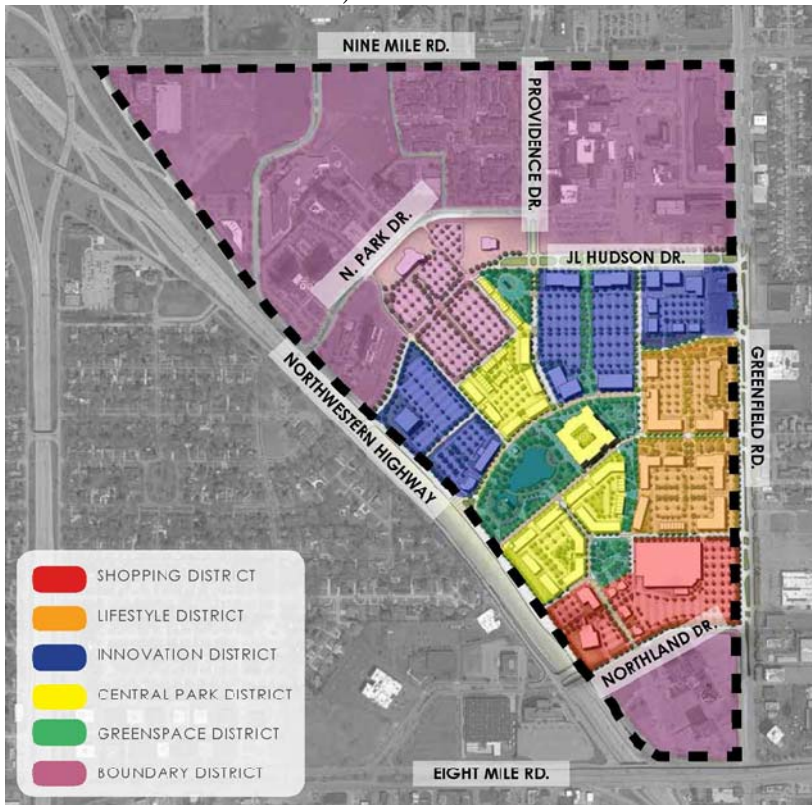 NINE MILE RD.
PROVIDENCE DR.
N. PARK DR.
JL HUDSON DR.
GREENFIELD RD.
NORTHWESTERN HIGHWAY
SHOPPING DISTRICT
LIFESTYLE DISTRICT
INNOVATION DISTRICT
CENTRAL PARK DISTRICT
GREENSPACE DISTRICT
BOUNDARY DISTRICT
NORTHLAND DR.
EIGHT MILE RD.